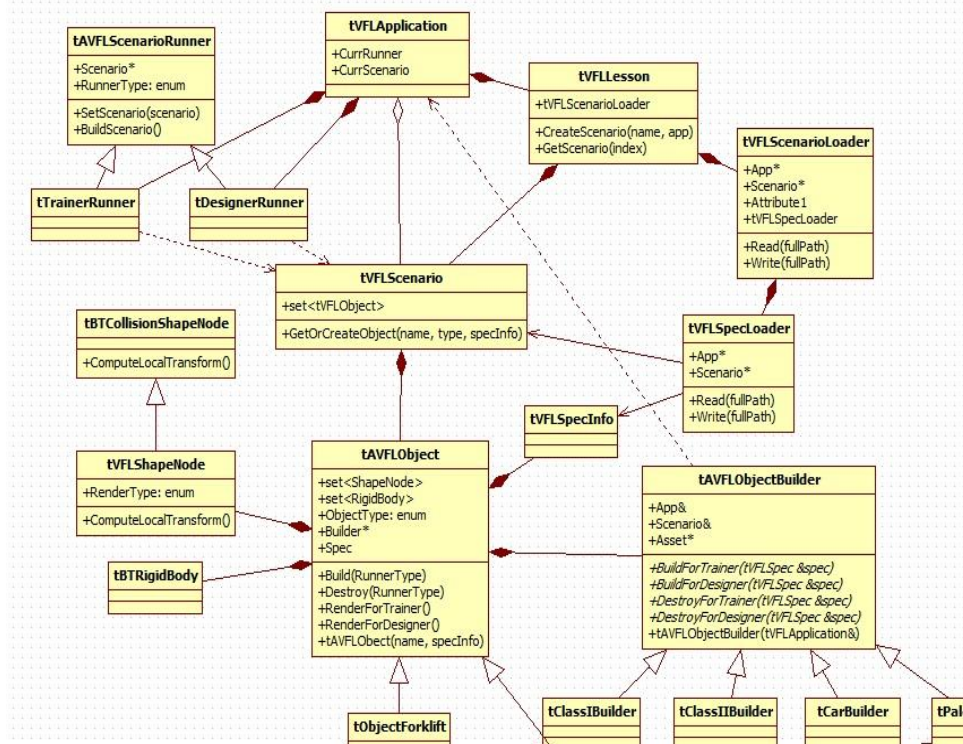 tAVFLScenarioRunner
+Scenario*
+RunnerType: enum
+SetScenario(scenario)
+BuildScenario()
tVFLApplication
+CurrRunner
+CurrScenario
tVFLLesson
+tVFLScenarioLoader
+CreateScenario(name, app)
+GetScenario(index)
tVFLScenarioLoader
+App*
+Scenario*
+Attribute1
+tVFLSpecLoader
+Read(fullPath)
+Write(fullPath)
tTrainerRunner
tDesignerRunner
tVFLScenario
+set<tVFLObject>
+GetOrCreateObject(name, type, specInfo)
tBTCollisionShapeNode
+ComputeLocalTransform()
tVFLSpecLoader
+App*
+Scenario*
+Read(fullPath)
+Write(fullPath)
tVFLSpecInfo
tVFLShapeNode
+RenderType: enum
+ComputeLocalTransform()
tAVFLObject
+set<ShapeNode>
+set<RigidBody>
+ObjectType: enum
+Builder*
+Spec
+Build(RunnerType)
+Destroy(RunnerType)
+RenderForTrainer()
+RenderForDesigner()
+tAVFLObect(name, specInfo)
tAVFLObjectBuilder
+App&
+Scenario&
+Asset*
+BuildForTrainer(tVFLSpec &spec)
+BuildForDesigner(tVFLSpec &spec)
+DestroyForTrainer(tVFLSpec &spec)
+DestroyForDesigner(tVFLSpec &spec)
+tAVFLObjectBuilder(tVFLApplication&)
tBTRigidBody
tObjectForklift
tClassIBuilder
tClassIIBuilder
tCarBuilder